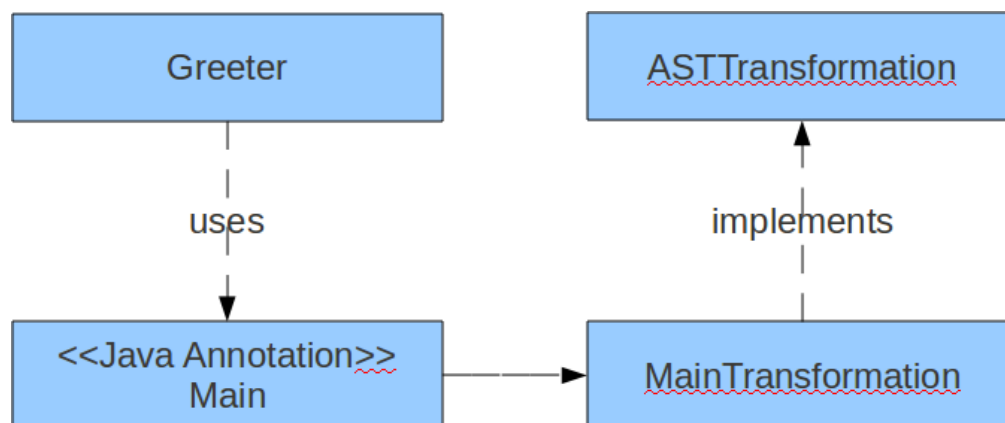 Greeter
ASTTransformation
uses
implements
<<Java Annotation>>
Main
MainTransformation